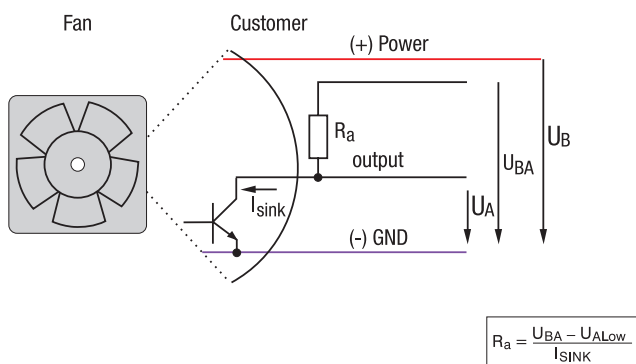 Fan
Customer
(+) Power
Ra
output
Isink
UA
UBA
UB
(-) GND
Ra = UBA – UALow
ISINK